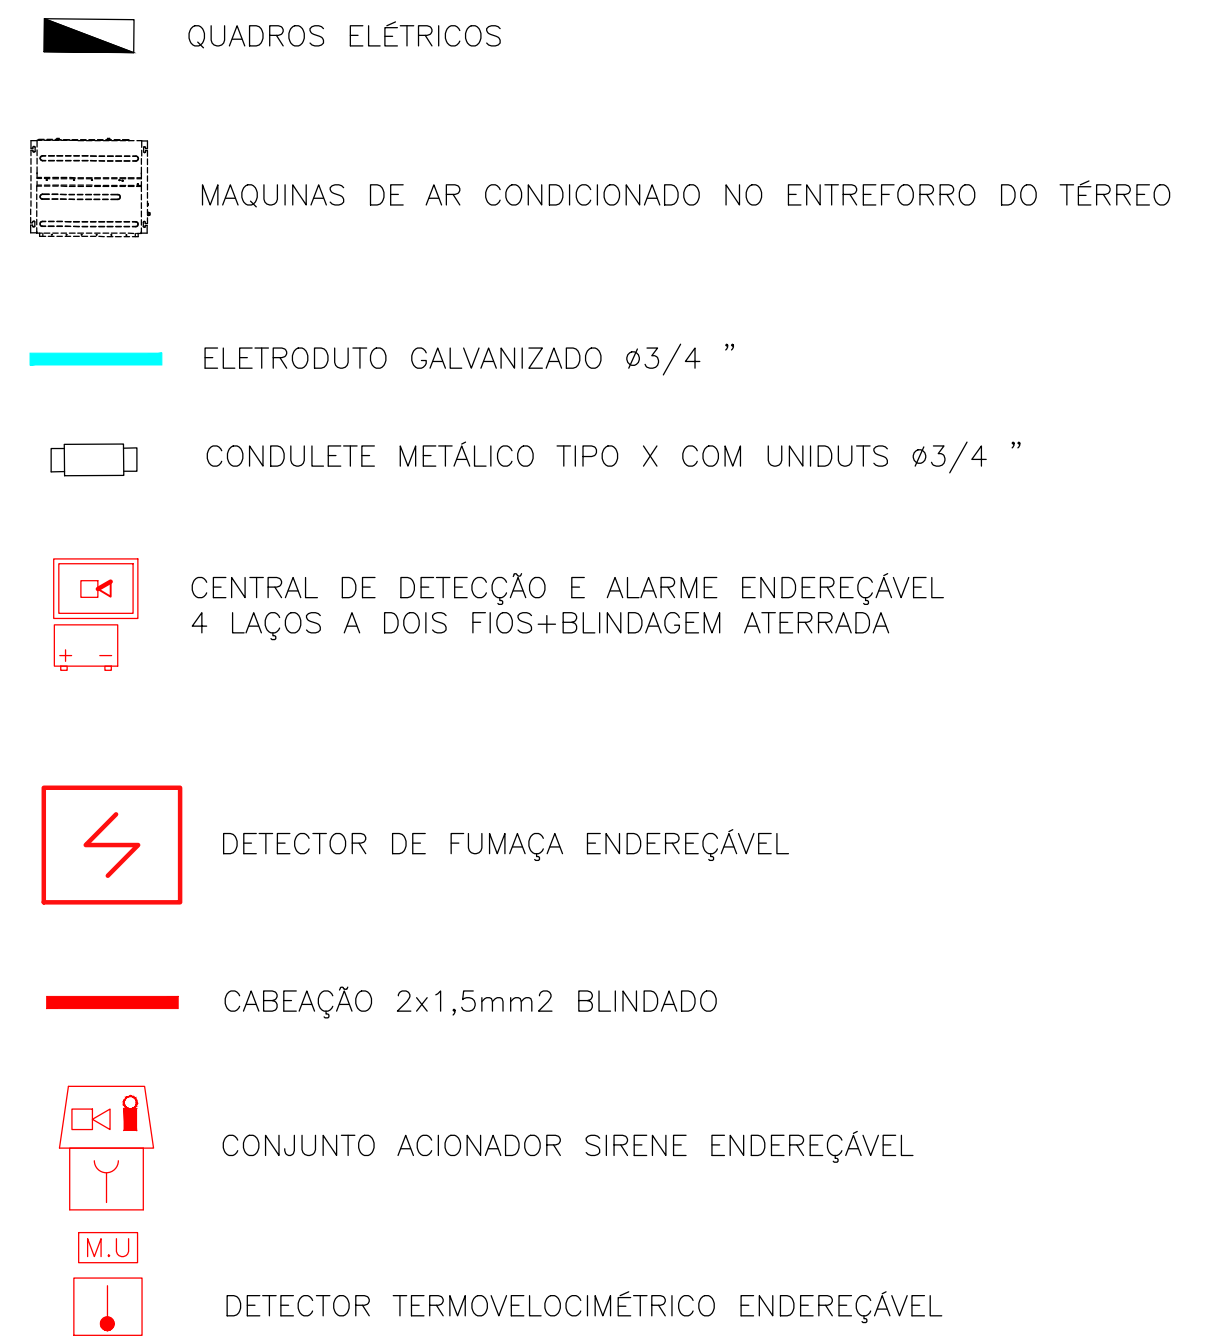 QUADROS ELÉTRICOS
MAQUINAS DE AR CONDICIONADO NO ENTREFORRO DO TÉRREO
ELETRODUTO GALVANIZADO ø3/4 "
CONDULETE METÁLICO TIPO X COM UNIDUTS ø3/4 "
CENTRAL DE DETECÇÃO E ALARME ENDEREÇÁVEL
4 LAÇOS A DOIS FIOS+BLINDAGEM ATERRADA
+ −
DETECTOR DE FUMAÇA ENDEREÇÁVEL
CABEAÇÃO 2x1,5mm2 BLINDADO
CONJUNTO ACIONADOR SIRENE ENDEREÇÁVEL
M.U
DETECTOR TERMOVELOCIMÉTRICO ENDEREÇÁVEL